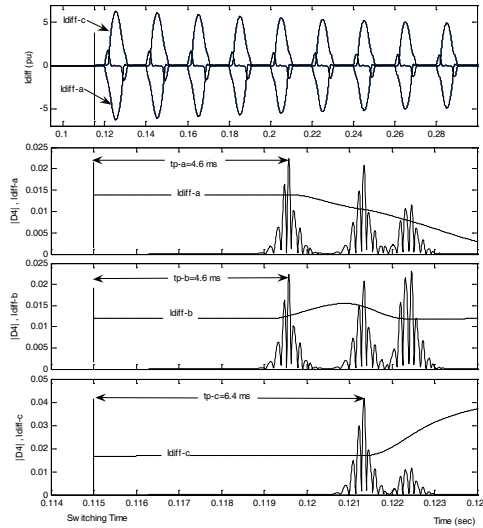 Idiff (pu)
5
0
-5
Idiff-c
Idiff-a
0.1 0.12 0.14 0.16 0.18 0.2 0.22 0.24 0.26 0.28
|D4| , Idiff-a
0.025
0.02
0.015
0.01
0.005
0
tp-a=4.6 ms
Idiff-a
|D4| , Idiff-b
0.025
0.02
0.015
0.01
0.005
0
tp-b=4.6 ms
Idiff-b
|D4| , Idiff-c
0.05
0.04
0.03
0.02
0.01
0
tp-c=6.4 ms
Idiff-c
0.114 0.115 0.116 0.117 0.118 0.119 0.12 0.121 0.122 0.123 0.124
Switching Time
Time (sec)